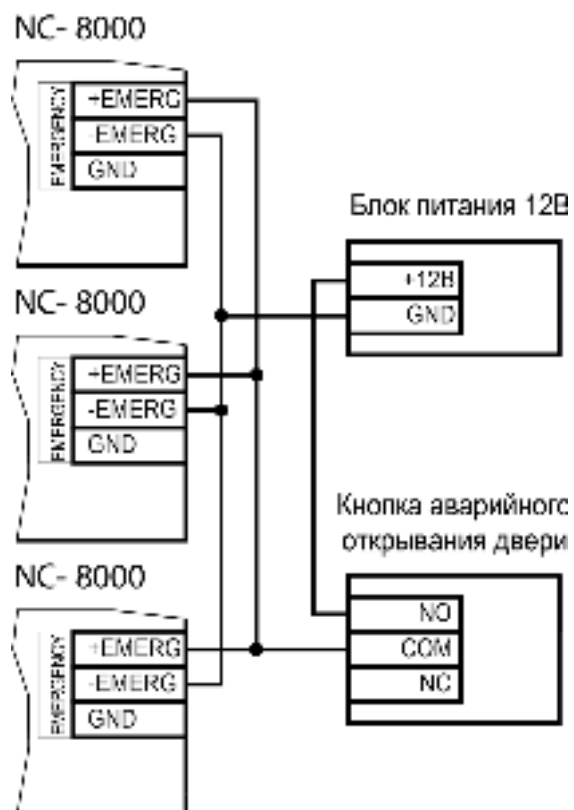 NC- 8000
EMERGENCY
+EMERG
-EMERG
GND
Блок питания 12В
+12В
GND
NC- 8000
EMERGENCY
+EMERG
-EMERG
GND
Кнопка аварийного
открывания двери
NO
COM
NC
NC- 8000
EMERGENCY
+EMERG
-EMERG
GND